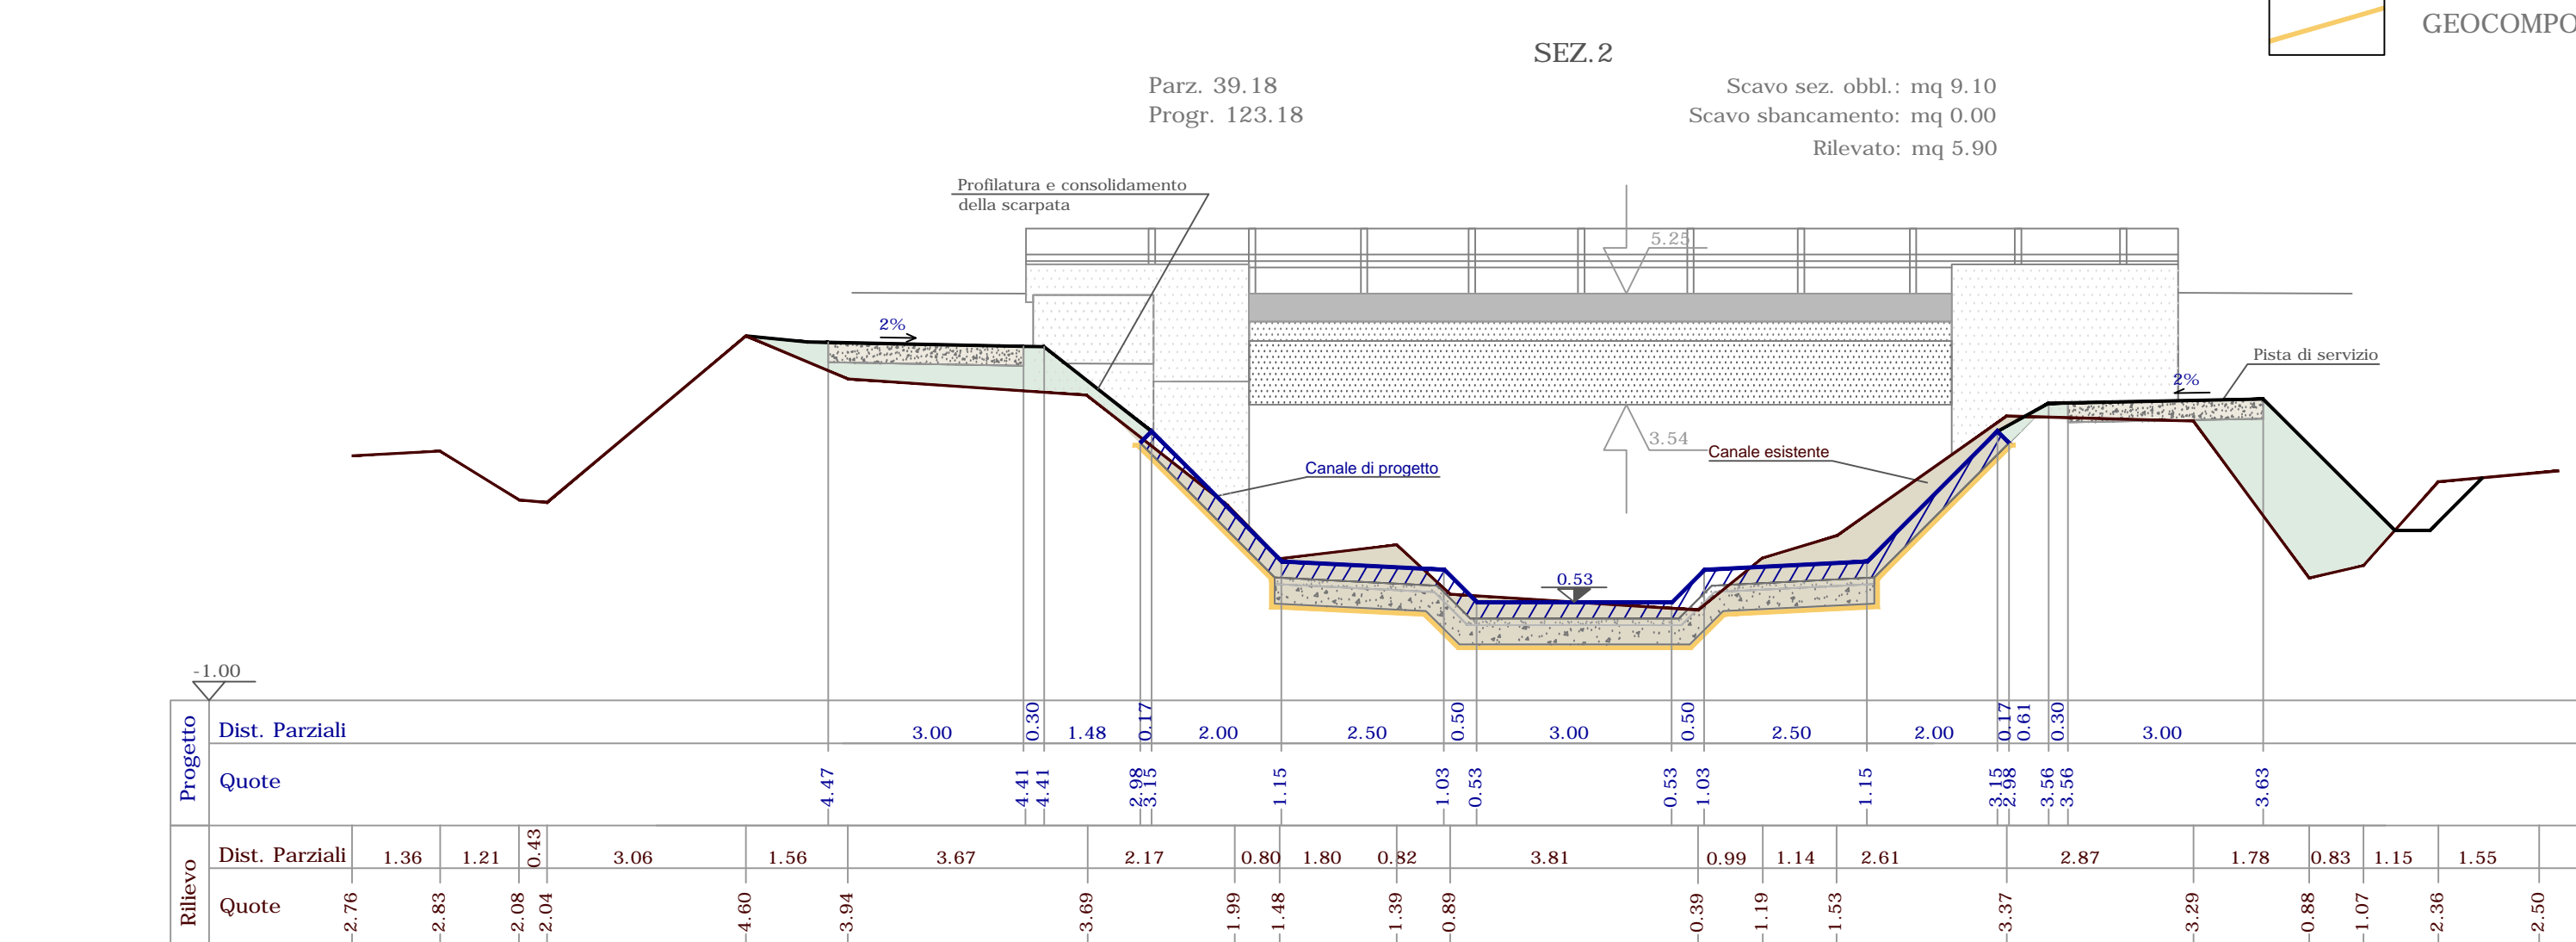 GEOCOMPO
SEZ.2
Parz. 39.18
Progr. 123.18
Scavo sez. obbl.: mq 9.10
Scavo sbancamento: mq 0.00
Rilevato: mq 5.90
Profilatura e consolidamento
della scarpata
5.25
2%
Pista di servizio
2%
3.54
Canale esistente
Canale di progetto
0.53
-1.00
Progetto
Dist. Parziali
3.00 0.30 1.48 0.17 2.00 2.50 0.50 3.00 0.50 2.50 2.00 0.17 0.61 0.30 3.00
Quote
4.47 4.41 4.41 2.98 3.15 1.15 1.03 0.53 0.53 1.03 1.15 3.15 2.98 3.56 3.56 3.63
Rilievo
Dist. Parziali
1.36 1.21 0.43 3.06 1.56 3.67 2.17 0.80 1.80 0.82 3.81 0.99 1.14 2.61 2.87 1.78 0.83 1.15 1.55
Quote
2.76 2.83 2.08 2.04 4.60 3.94 3.69 1.99 1.48 1.39 0.89 0.39 1.19 1.53 3.37 3.29 0.88 1.07 2.36 2.50